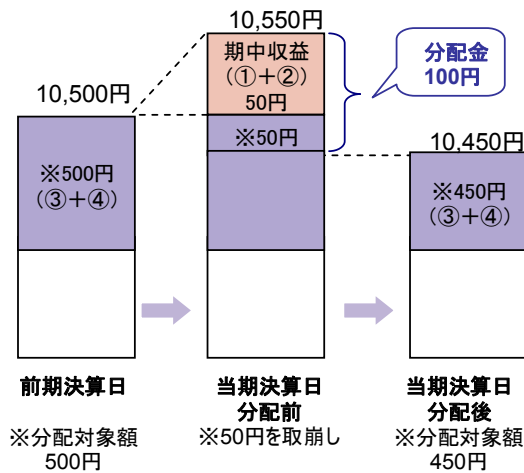 10,500円
※500円
(③+④)
前期決算日
※分配対象額
500円
10,550円
期中収益
(①+②)
50円
※50円
分配金
100円
当期決算日
分配前
※50円を取崩し
10,450円
※450円
(③+④)
当期決算日
分配後
※分配対象額
450円